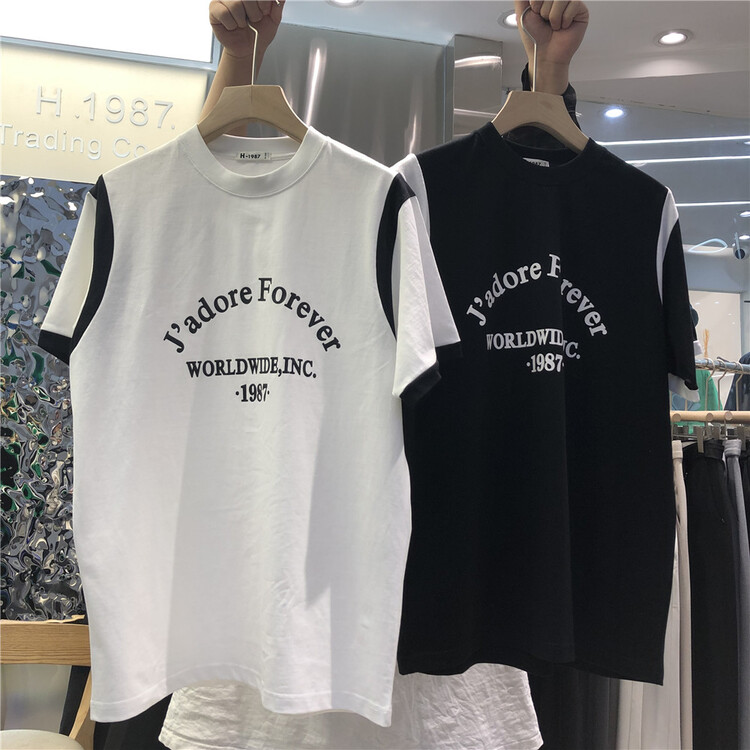 H.1987.
Trading Co
H-1987
J'adore Forever
WORLDWIDE,INC.
·1987·
J'adore Forever
WORLDWIDE,INC.
·1987·